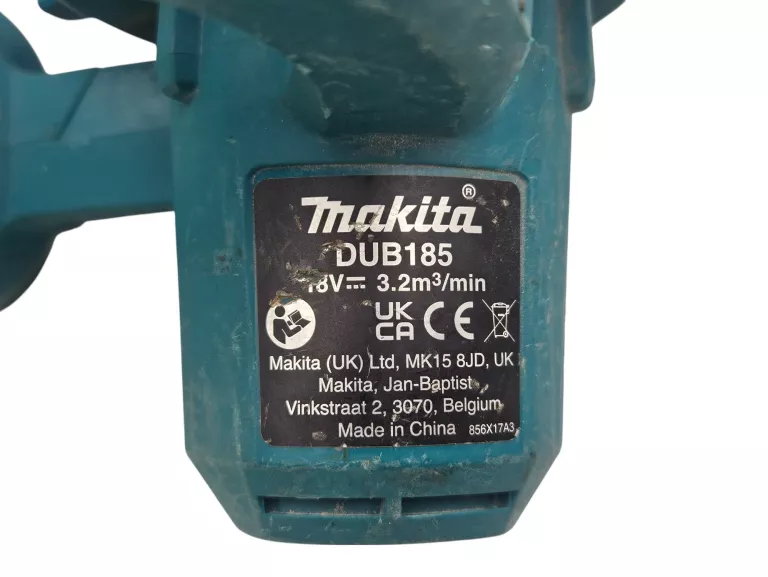 makita®
DUB185
18V⎓ 3.2m³/min
UK
CA CE
Makita (UK) Ltd, MK15 8JD, UK
Makita, Jan-Baptist
Vinkstraat 2, 3070, Belgium
Made in China 856X17A3